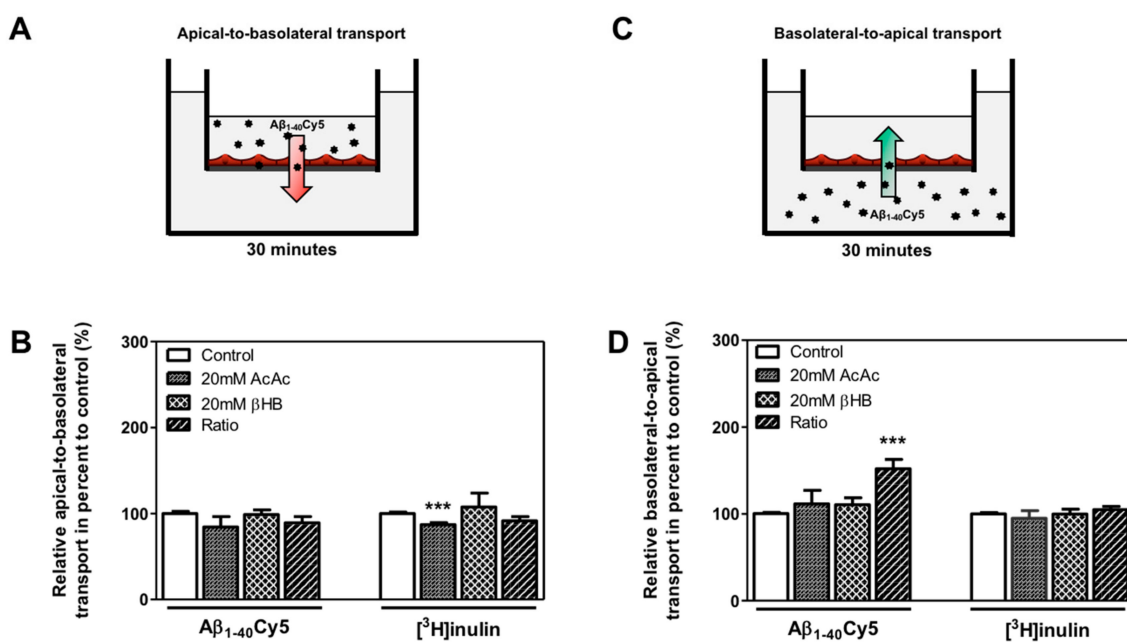 A
Apical-to-basolateral transport
Aβ1-40Cy5
30 minutes
C
Basolateral-to-apical transport
Aβ1-40Cy5
30 minutes
B
Relative apical-to-basolateral
transport in percent to control (%)
300
200
100
0
Control
20mM AcAc
20mM βHB
Ratio
***
Aβ1-40Cy5
[3H]inulin
D
Relative basolateral-to-apical
transport in percent to control (%)
300
200
100
0
Control
20mM AcAc
20mM βHB
Ratio
***
Aβ1-40Cy5
[3H]inulin